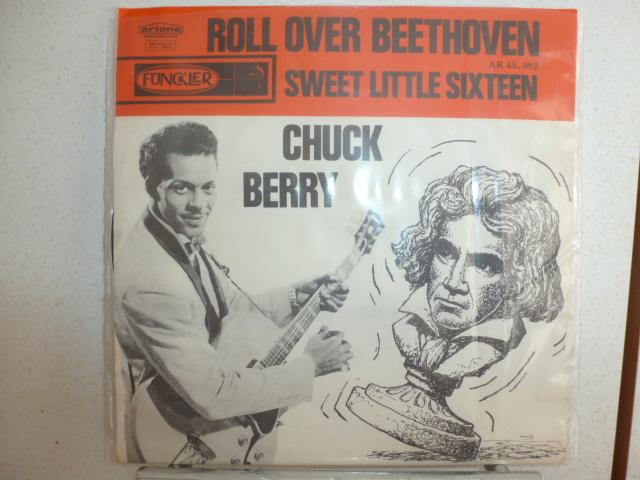 artone
ROLL OVER BEETHOVEN
AR 45.082
FUNCKLER
SWEET LITTLE SIXTEEN
CHUCK
BERRY